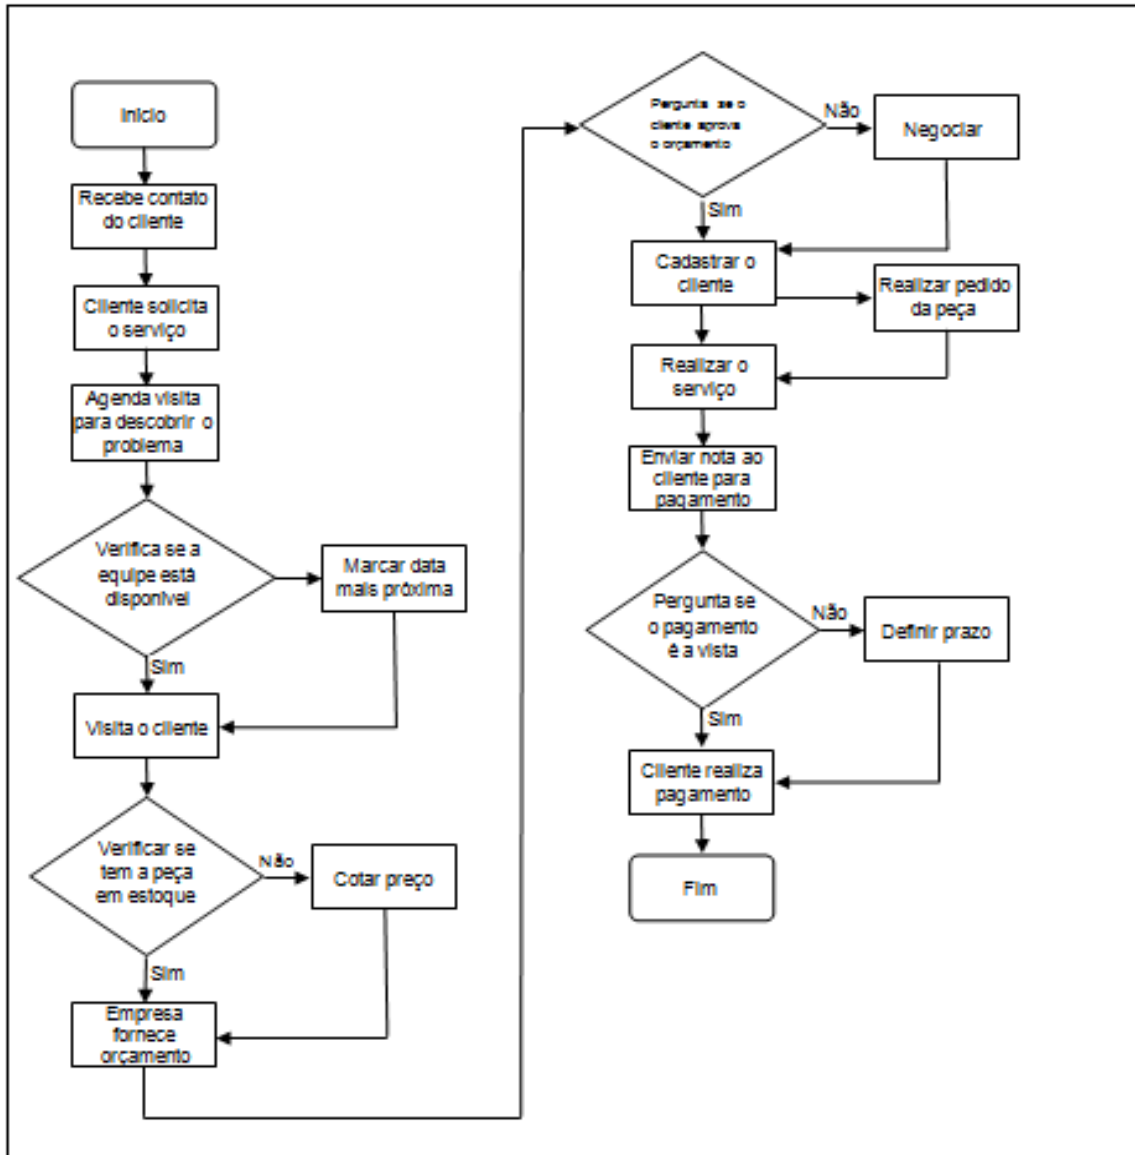 Início
Recebe contato
do cliente
Cliente solicita
o serviço
Agenda visita
para descobrir o
problema
Verifica se a
equipe está
disponível
Marcar data
mais próxima
Sim
Visita o cliente
Verificar se
tem a peça
em estoque
Não
Cotar preço
Sim
Empresa
fornece
orçamento
Pergunta se o
cliente aprova
o orçamento
Não
Negociar
Sim
Cadastrar o
cliente
Realizar pedido
da peça
Realizar o
serviço
Enviar nota ao
cliente para
pagamento
Pergunta se
o pagamento
é a vista
Não
Definir prazo
Sim
Cliente realiza
pagamento
Fim